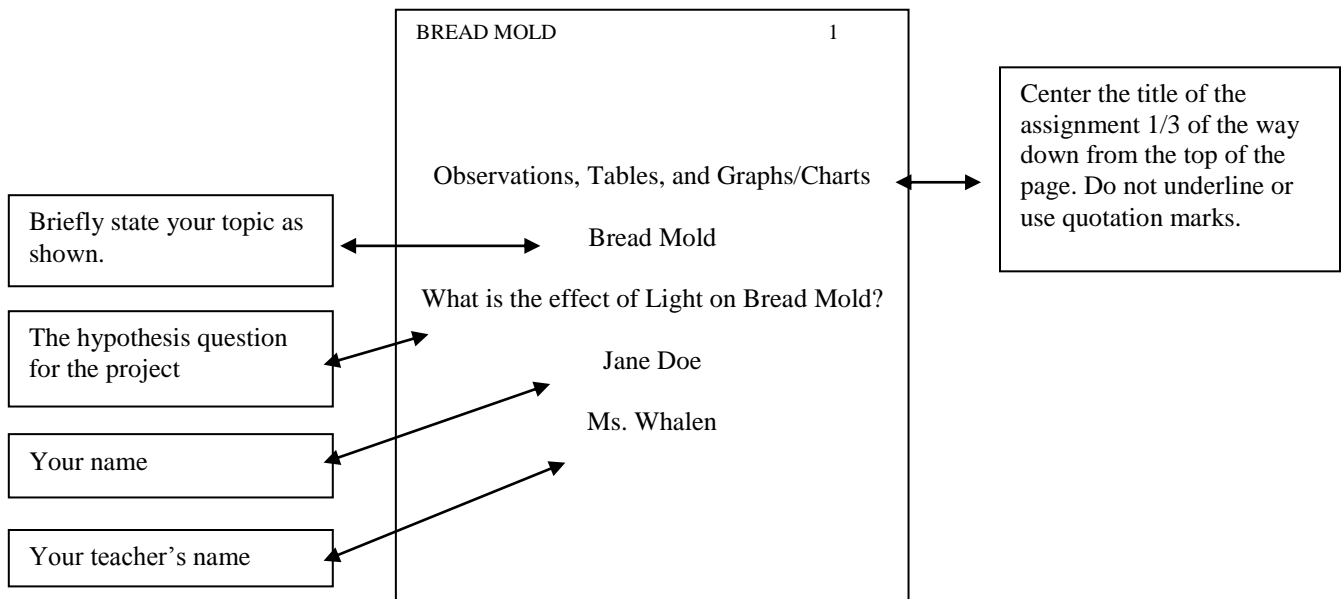 BREAD MOLD 1
Observations, Tables, and Graphs/Charts
Bread Mold
What is the effect of Light on Bread Mold?
Jane Doe
Ms. Whalen
Briefly state your topic as
shown.
The hypothesis question
for the project
Your name
Your teacher’s name
Center the title of the
assignment 1/3 of the way
down from the top of the
page. Do not underline or
use quotation marks.